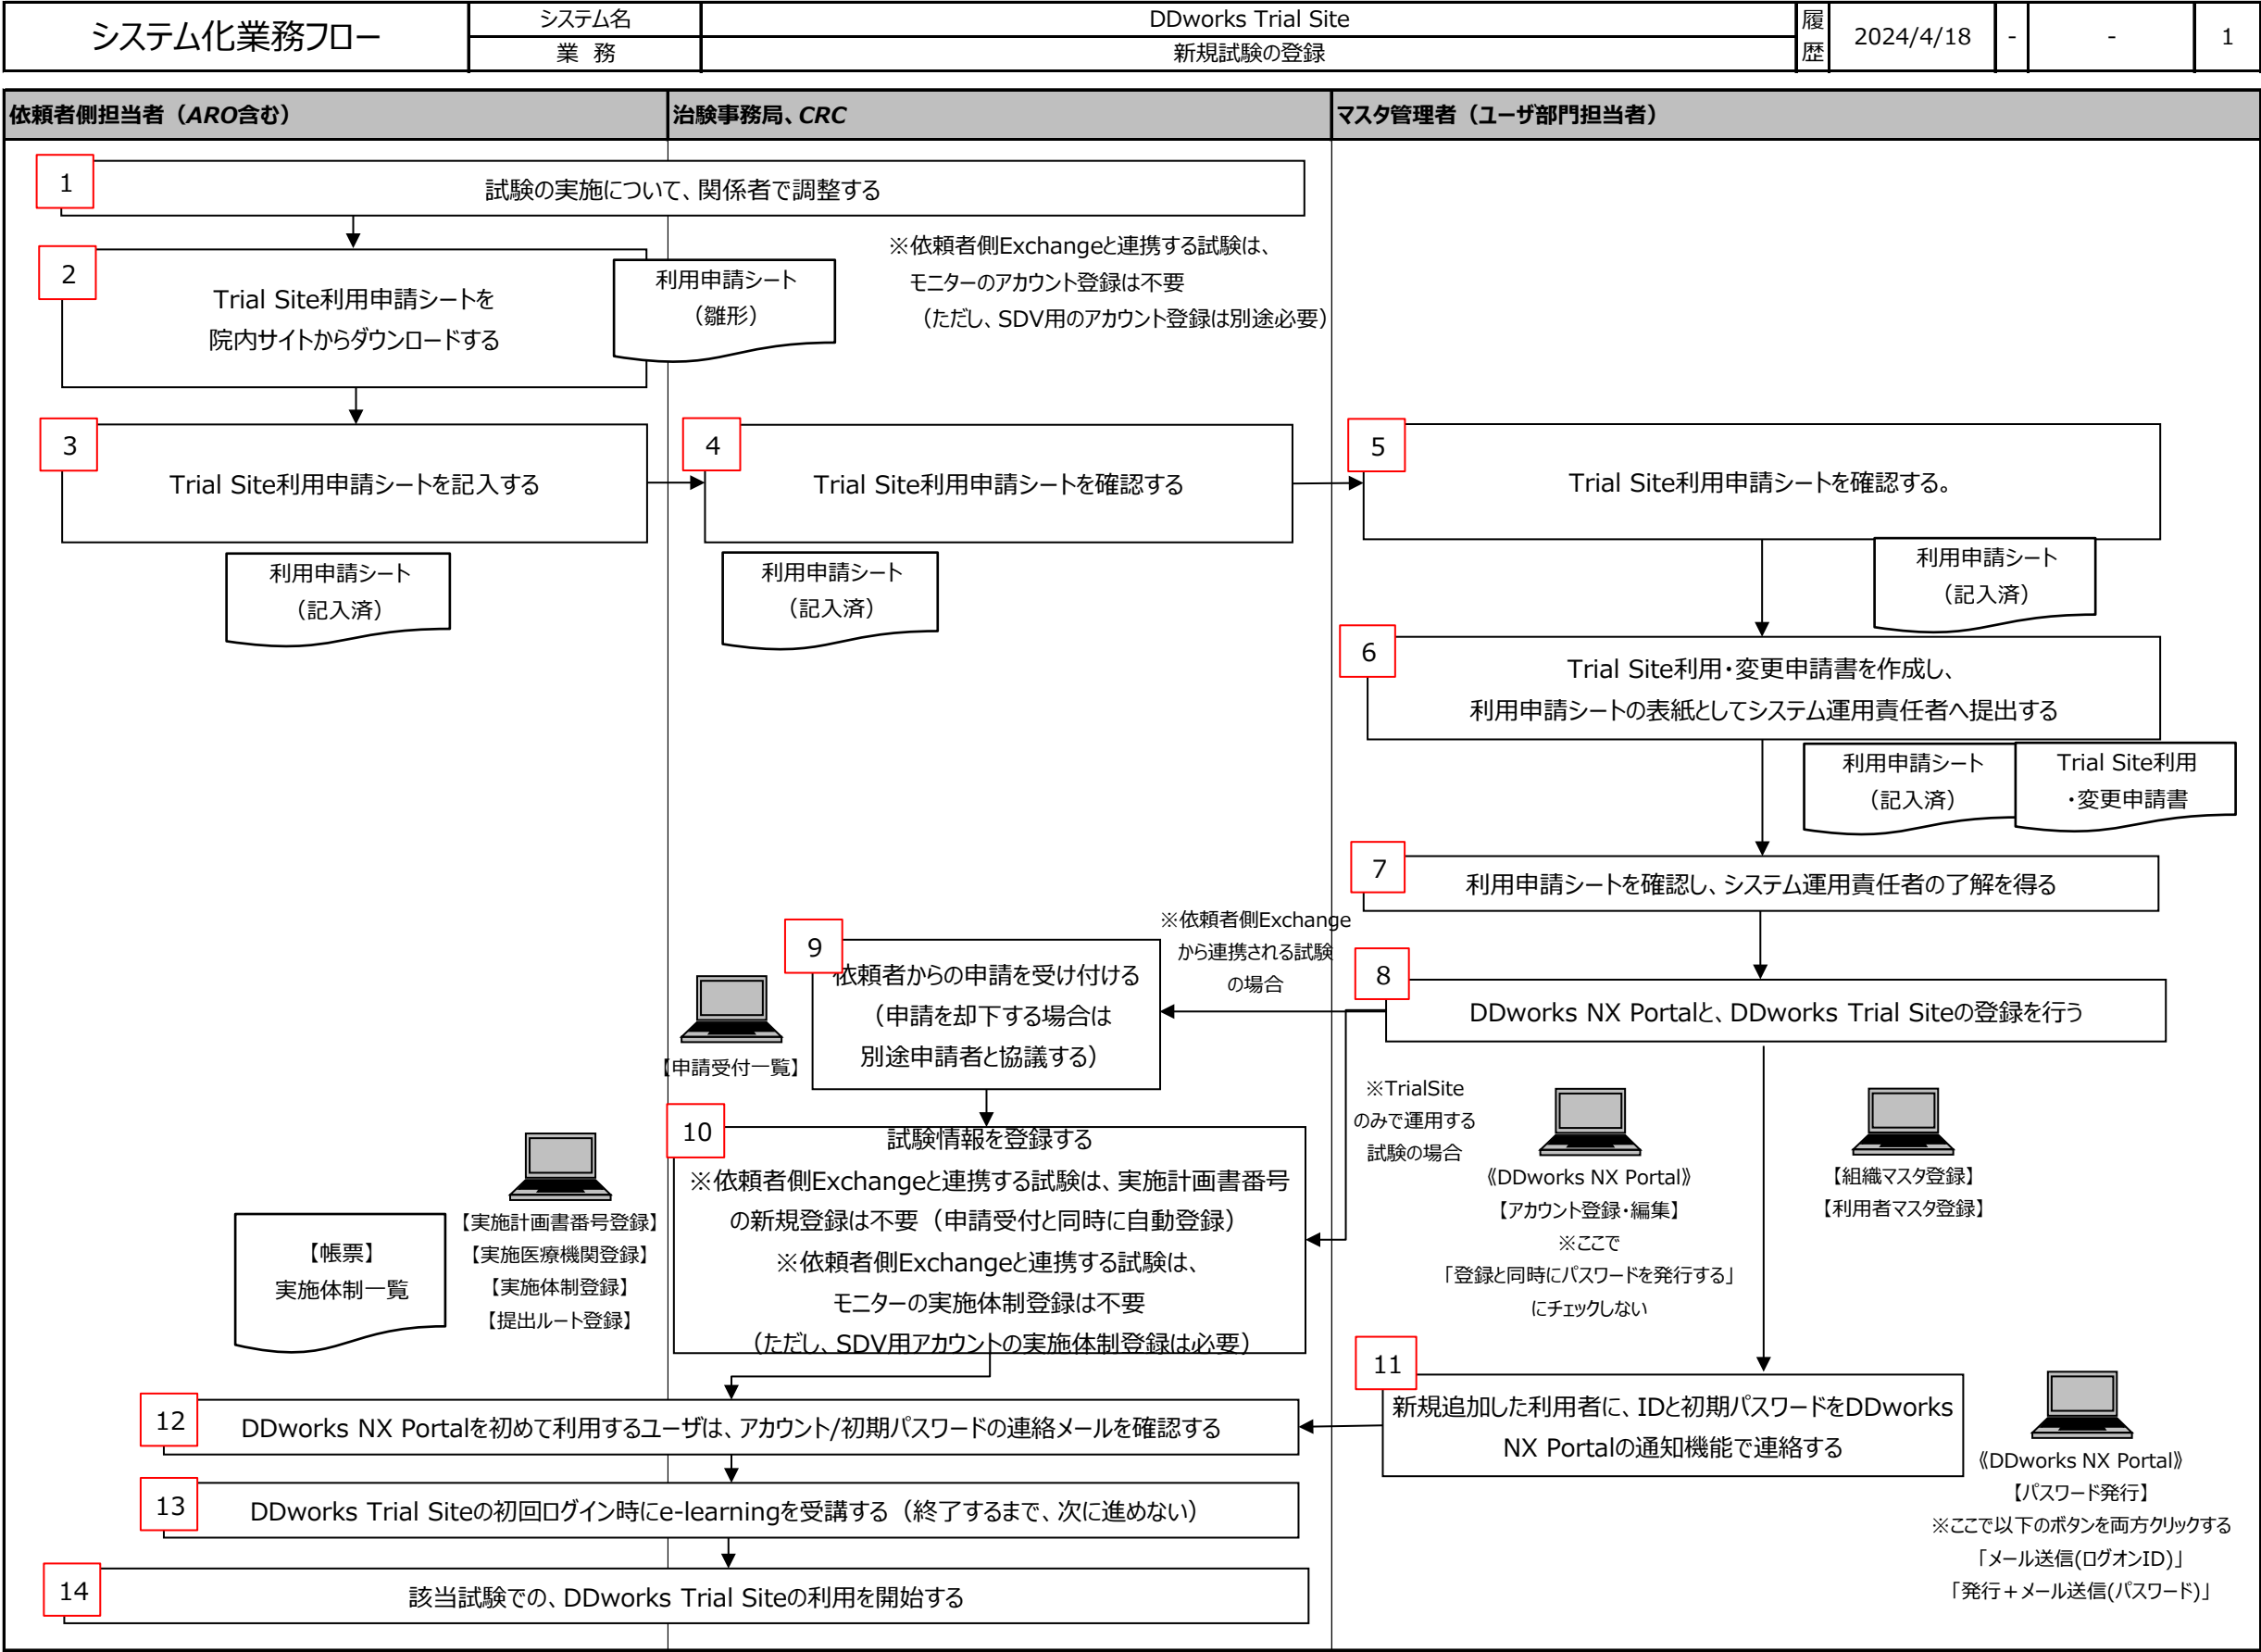 システム化業務フロー
システム名
DDworks Trial Site
業 務
新規試験の登録
履
歴
2024/4/18
-
-
1
依頼者側担当者（ARO含む）
治験事務局、CRC
マスタ管理者（ユーザ部門担当者）
1
試験の実施について、関係者で調整する
2
Trial Site利用申請シートを
院内サイトからダウンロードする
利用申請シート
（雛形）
※依頼者側Exchangeと連携する試験は、
モニターのアカウント登録は不要
（ただし、SDV用のアカウント登録は別途必要）
3
Trial Site利用申請シートを記入する
利用申請シート
（記入済）
4
Trial Site利用申請シートを確認する
利用申請シート
（記入済）
5
Trial Site利用申請シートを確認する。
利用申請シート
（記入済）
6
Trial Site利用・変更申請書を作成し、
利用申請シートの表紙としてシステム運用責任者へ提出する
利用申請シート
（記入済）
Trial Site利用
・変更申請書
7
利用申請シートを確認し、システム運用責任者の了解を得る
8
DDworks NX Portalと、DDworks Trial Siteの登録を行う
※依頼者側Exchange
から連携される試験
の場合
9
依頼者からの申請を受け付ける
（申請を却下する場合は
別途申請者と協議する）
【申請受付一覧】
※TrialSite
のみで運用する
試験の場合
《DDworks NX Portal》
【アカウント登録・編集】
※ここで
「登録と同時にパスワードを発行する」
にチェックしない
【組織マスタ登録】
【利用者マスタ登録】
10
試験情報を登録する
※依頼者側Exchangeと連携する試験は、実施計画書番号
の新規登録は不要（申請受付と同時に自動登録）
※依頼者側Exchangeと連携する試験は、
モニターの実施体制登録は不要
（ただし、SDV用アカウントの実施体制登録は必要）
【実施計画書番号登録】
【実施医療機関登録】
【実施体制登録】
【提出ルート登録】
【帳票】
実施体制一覧
11
新規追加した利用者に、IDと初期パスワードをDDworks
NX Portalの通知機能で連絡する
《DDworks NX Portal》
【パスワード発行】
※ここで以下のボタンを両方クリックする
「メール送信(ログオンID)」
「発行＋メール送信(パスワード)」
12
DDworks NX Portalを初めて利用するユーザは、アカウント/初期パスワードの連絡メールを確認する
13
DDworks Trial Siteの初回ログイン時にe-learningを受講する（終了するまで、次に進めない）
14
該当試験での、DDworks Trial Siteの利用を開始する